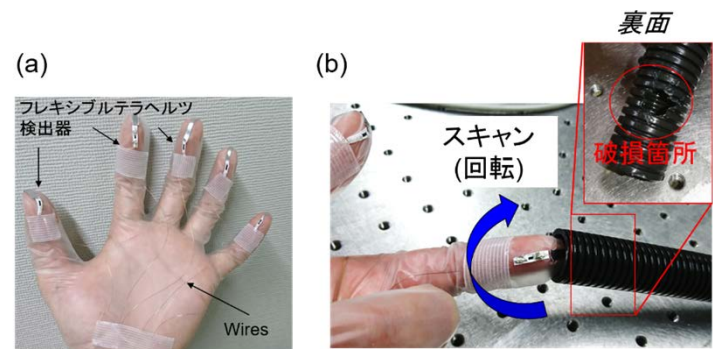 (a)
フレキシブルテラヘルツ
検出器
Wires
(b)
スキャン
(回転)
裏面
破損箇所